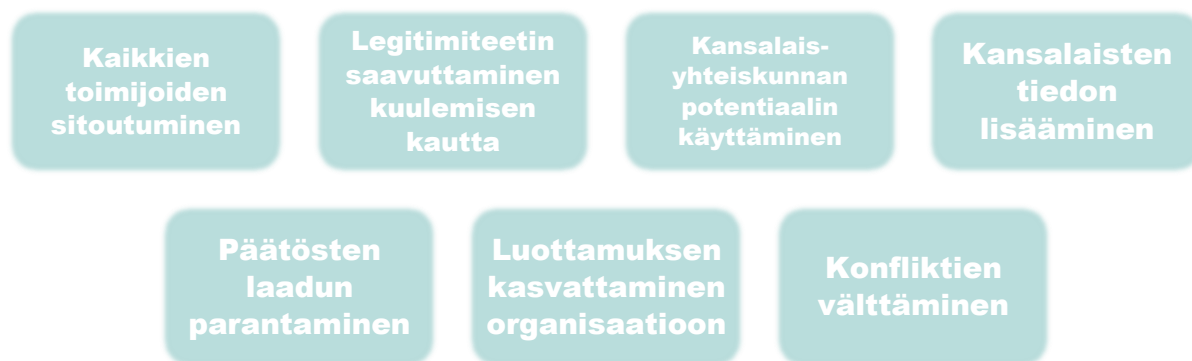 Kaikkien
toimijoiden
sitoutuminen
Legitimiteetin
saavuttaminen
kuulemisen
kautta
Kansalais-
yhteiskunnan
potentiaalin
käyttäminen
Kansalaisten
tiedon
lisääminen
Päätösten
laadun
parantaminen
Luottamuksen
kasvattaminen
organisaatioon
Konfliktien
välttäminen